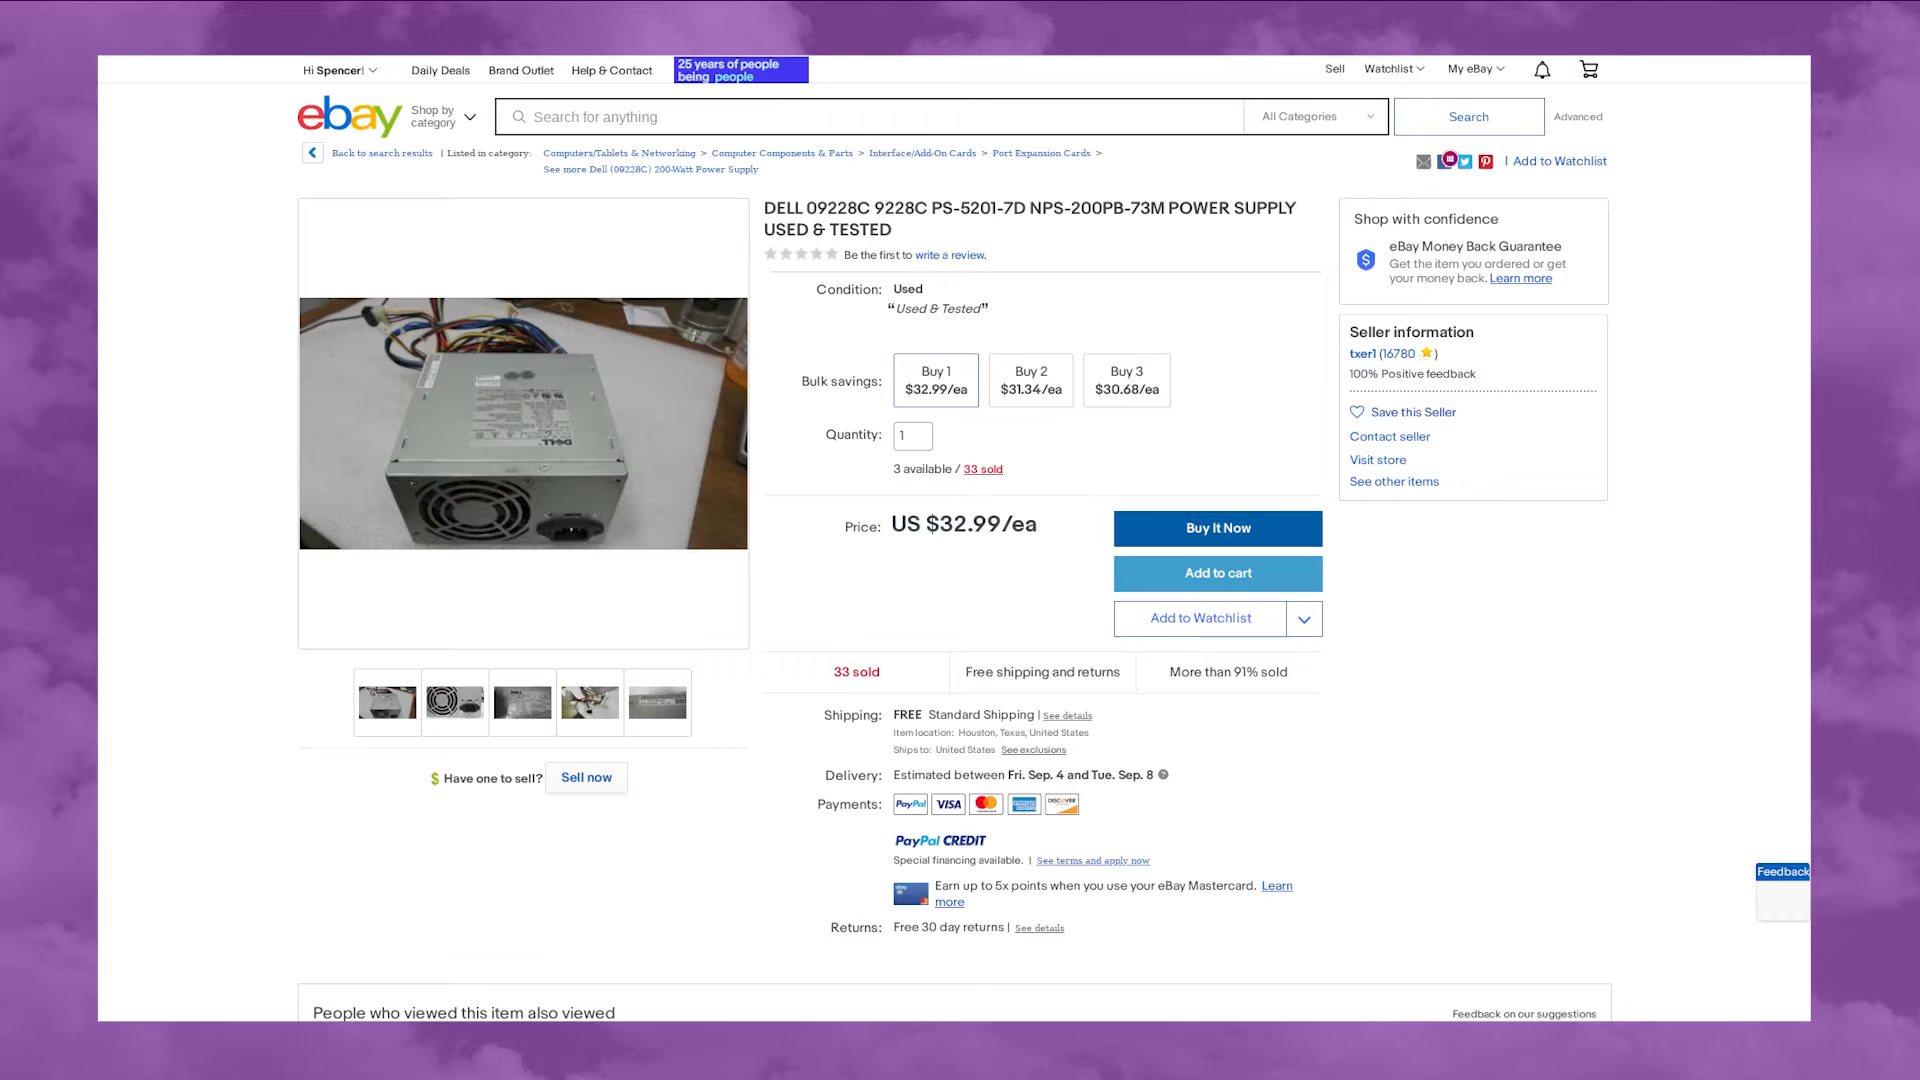 Hi Spencer!
Daily Deals
Brand Outlet
Help & Contact
25 years of people
being people
Sell
Watchlist
My eBay
ebay
Shop by
category
Search for anything
All Categories
Search
Advanced
Back to search results | Listed in category:
Computers/Tablets & Networking > Computer Components & Parts > Interface/Add-On Cards > Port Expansion Cards >
See more Dell (09228C) 200-Watt Power Supply
| Add to Watchlist
DELL 09228C 9228C PS-5201-7D NPS-200PB-73M POWER SUPPLY
USED & TESTED
Be the first to write a review.
Condition: Used
“Used & Tested”
Bulk savings:
Buy 1
$32.99/ea
Buy 2
$31.34/ea
Buy 3
$30.68/ea
Quantity: 1
3 available / 33 sold
Price: US $32.99/ea
Buy It Now
Add to cart
Add to Watchlist
33 sold
Free shipping and returns
More than 91% sold
Shipping: FREE Standard Shipping | See details
Item location: Houston, Texas, United States
Ships to: United States See exclusions
Delivery: Estimated between Fri. Sep. 4 and Tue. Sep. 8
Payments: PayPal VISA DISCOVER
PayPal CREDIT
Special financing available. | See terms and apply now
Earn up to 5x points when you use your eBay Mastercard. Learn
more
Returns: Free 30 day returns | See details
Shop with confidence
eBay Money Back Guarantee
Get the item you ordered or get
your money back. Learn more
Seller information
txer1 (16780)
100% Positive feedback
Save this Seller
Contact seller
Visit store
See other items
DELL
$ Have one to sell? Sell now
Feedback
People who viewed this item also viewed
Feedback on our suggestions